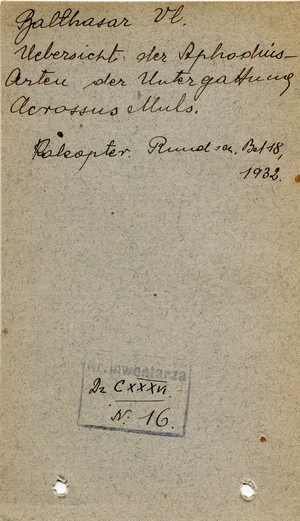 Balthasar Vl.
Uebersicht der Aphodius-
Arten der Untergattung
Acrossus Muls.
Koleopter. Rundsch. Bd 18,
1932.
Nr. inwentarza
Dz CXXXVI
N. 16.